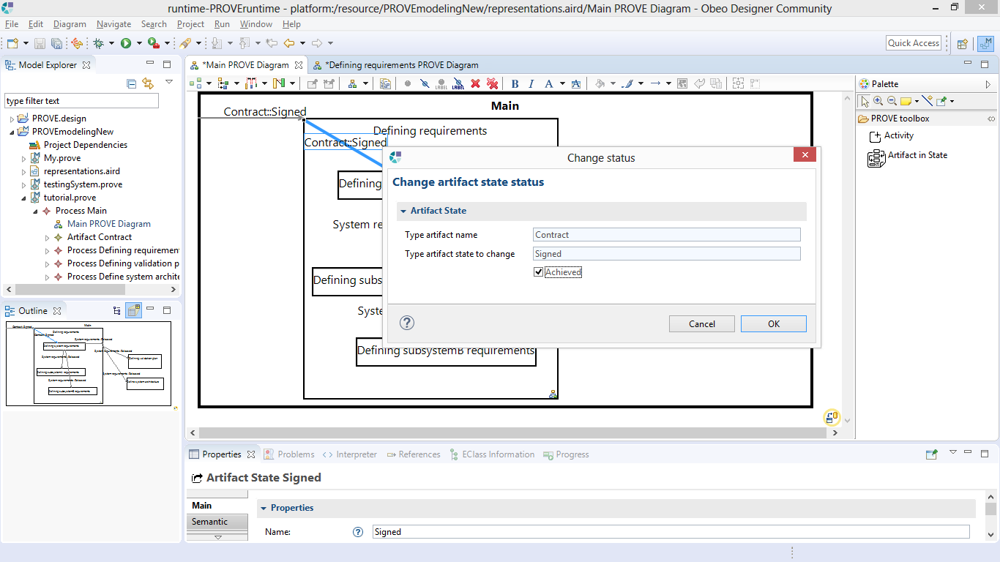 runtime-PROVEruntime - platform:/resource/PROVEmodelingNew/representations.aird/Main PROVE Diagram - Obeo Designer Community
File Edit Diagram Navigate Search Project Run Window Help
Quick Access
Model Explorer
type filter text
PROVE.design
PROVEmodelingNew
Project Dependencies
My.prove
representations.aird
testingSystem.prove
tutorial.prove
Process Main
Main PROVE Diagram
Artifact Contract
Process Defining requiremen
Process Defining validation p
Process Define system archite
Outline
*Main PROVE Diagram
*Defining requirements PROVE Diagram
Main
Contract::Signed
Defining requirements
Contract::Signed
Defining
System re
Defining subs
Syste
Defining subsystemB requirements
Change status
Change artifact state status
Artifact State
Type artifact name Contract
Type artifact state to change Signed
Achieved
Cancel OK
Palette
PROVE toolbox
Activity
Artifact in State
Properties Problems Interpreter References EClass Information Progress
Artifact State Signed
Main
Semantic
Properties
Name: Signed